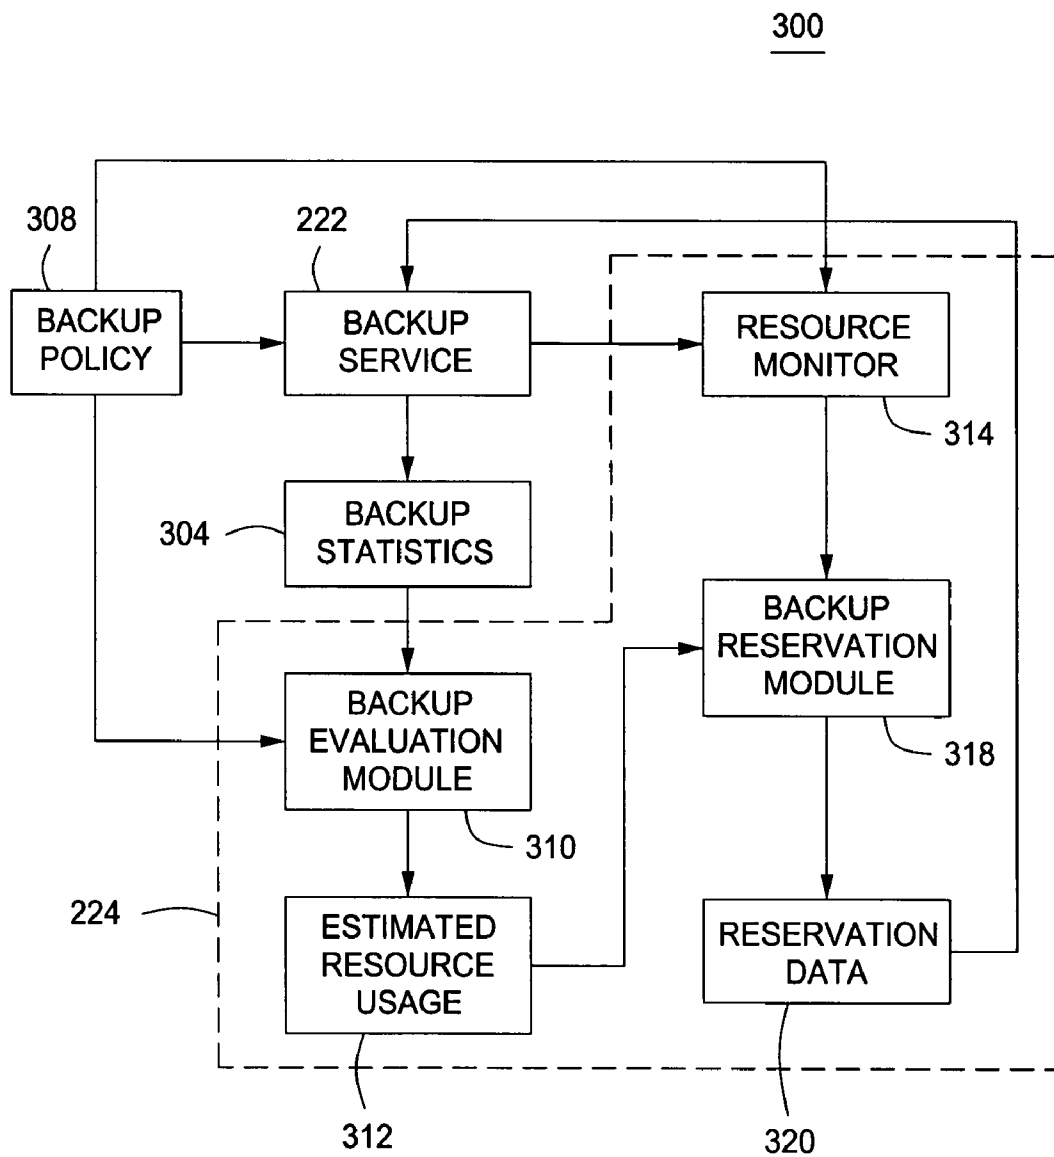 300
308
222
BACKUP
POLICY
BACKUP
SERVICE
RESOURCE
MONITOR
314
304
BACKUP
STATISTICS
BACKUP
RESERVATION
MODULE
318
BACKUP
EVALUATION
MODULE
310
224
ESTIMATED
RESOURCE
USAGE
RESERVATION
DATA
312
320